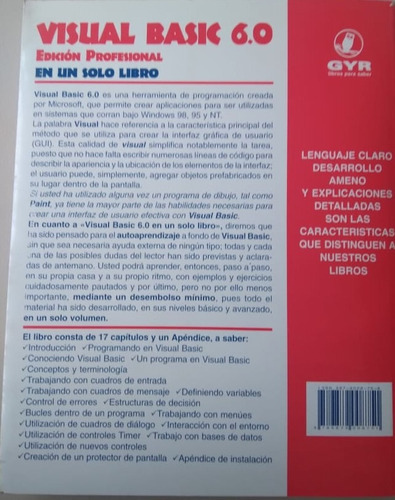 VISUAL BASIC 6.0
EDICIÓN PROFESIONAL
EN UN SOLO LIBRO
GYR
libros para saber
Visual Basic 6.0 es una herramienta de programación creada
por Microsoft, que permite crear aplicaciones para ser utilizadas
en sistemas que corran bajo Windows 98, 95 y NT.
La palabra Visual hace referencia a la característica principal del
método que se utiliza para crear la interfaz gráfica de usuario
(GUI). Esta calidad de visual simplifica notablemente la tarea,
puesto que no hace falta escribir numerosas líneas de código para
describir la apariencia y la ubicación de los elementos de la interfaz;
el usuario puede, simplemente, agregar objetos prefabricados en
su lugar dentro de la pantalla.
Si usted ha utilizado alguna vez un programa de dibujo, tal como
Paint, ya tiene la mayor parte de las habilidades necesarias para
crear una interfaz de usuario efectiva con Visual Basic.
En cuanto a «Visual Basic 6.0 en un solo libro», diremos que
ha sido pensado para el autoaprendizaje a fondo de Visual Basic,
sin que sea necesaria ayuda externa de ningún tipo; todas y cada
una de las posibles dudas del lector han sido previstas y aclara-
das de antemano. Usted podrá aprender, entonces, paso a paso,
en su propia casa y a su propio ritmo, con ejemplos y ejercicios
cuidadosamente pautados y por último, pero no por ello menos
importante, mediante un desembolso mínimo, pues todo el
material ha sido desarrollado, en sus niveles básico y avanzado,
en un solo volumen.
El libro consta de 17 capítulos y un Apéndice, a saber:
✓Introducción ✓Programando en Visual Basic
✓Conociendo Visual Basic ✓Un programa en Visual Basic
✓Conceptos y terminología
✓Trabajando con cuadros de entrada
✓Trabajando con cuadros de mensaje ✓Definiendo variables
✓Control de errores ✓Estructuras de decisión
✓Bucles dentro de un programa ✓Trabajando con menúes
✓Utilización de cuadros de diálogo ✓Interacción con el entorno
✓Utilización de controles Timer ✓Trabajo con bases de datos
✓Utilización de nuevos controles
✓Creación de un protector de pantalla ✓Apéndice de instalación
LENGUAJE CLARO
DESARROLLO
AMENO
Y EXPLICACIONES
DETALLADAS
SON LAS
CARACTERISTICAS
QUE DISTINGUEN A
NUESTROS
LIBROS